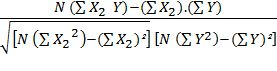 N (∑ X₂ Y)−(∑ X₂).(∑ Y)
√[N (∑ X₂²)−(∑ X₂)²] [N (∑ Y²)−(∑ Y)²]